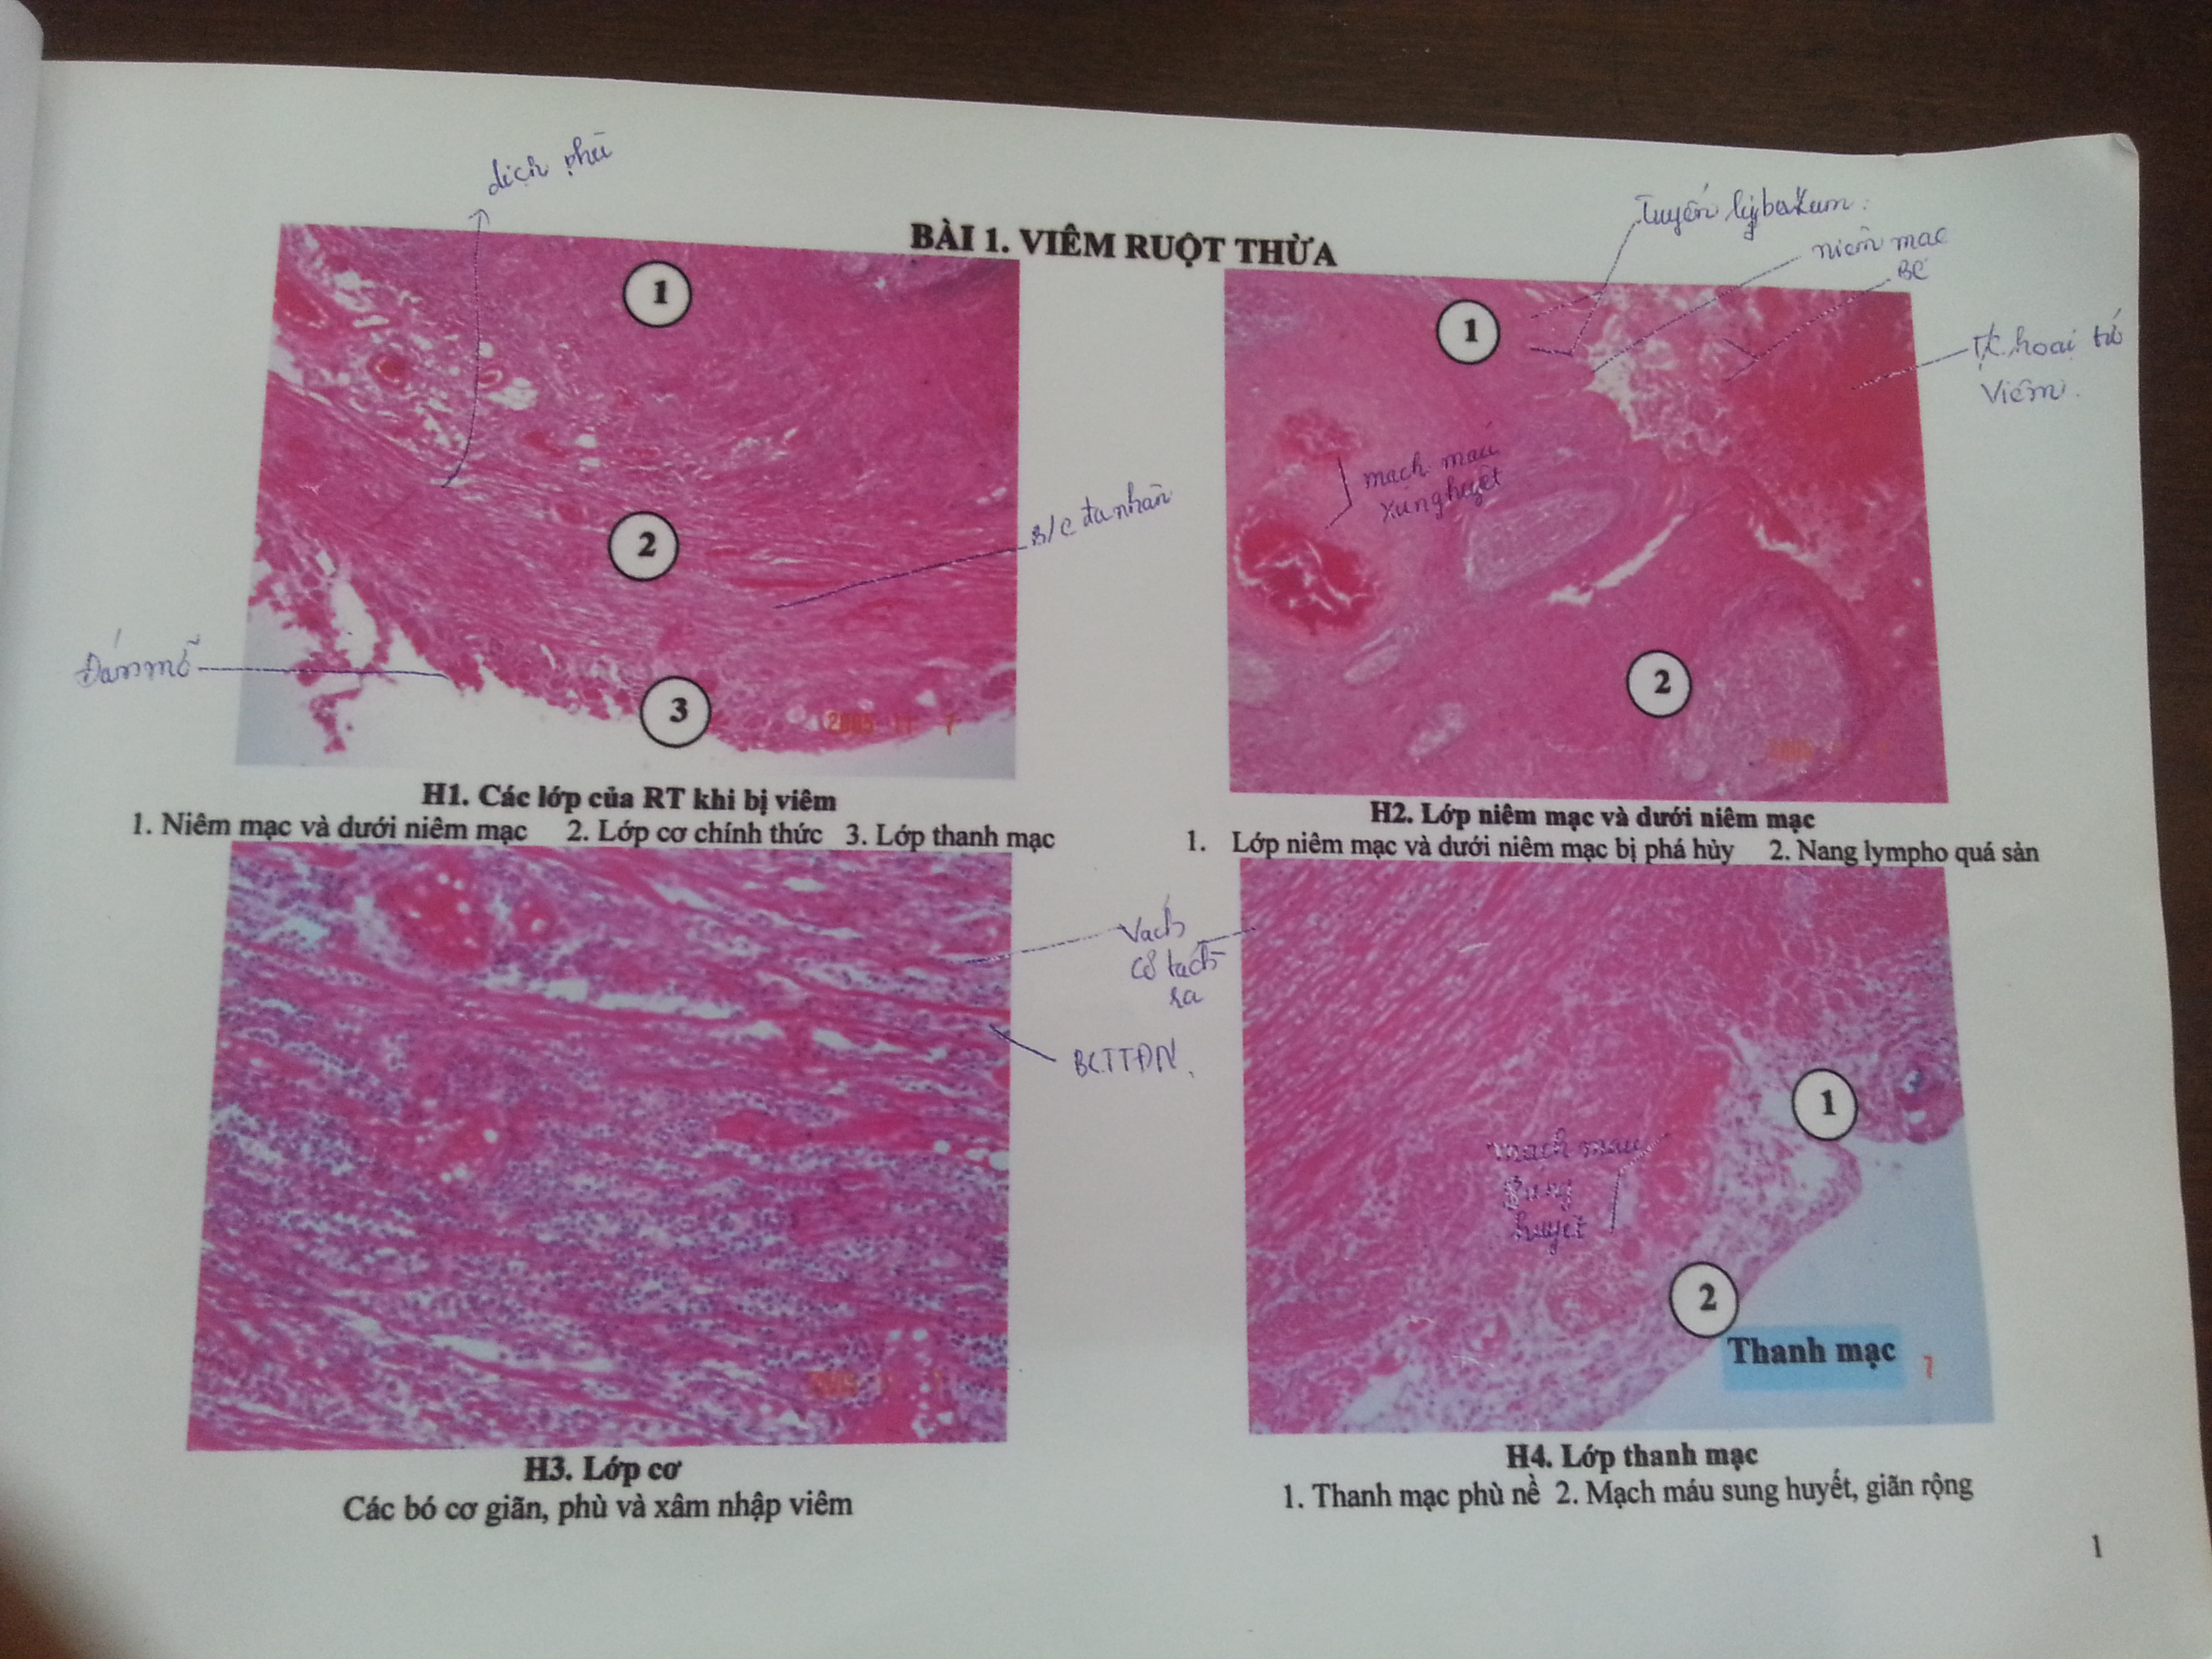 dịch phù
BÀI 1. VIÊM RUỘT THỪA
Tuyến lyberkum.
niêm mạc
BC
hoại tử
Viêm.
1
2
3
B/C đa nhân
Đám mỡ
1
mạch máu
xung huyết
2
H1. Các lớp của RT khi bị viêm
1. Niêm mạc và dưới niêm mạc 2. Lớp cơ chính thức 3. Lớp thanh mạc
H2. Lớp niêm mạc và dưới niêm mạc
1. Lớp niêm mạc và dưới niêm mạc bị phá hủy 2. Nang lympho quá sản
Vách
cơ tách
ra
BCTTĐN.
1
mạch máu
sung
huyết
2
Thanh mạc
7
H3. Lớp cơ
Các bó cơ giãn, phù và xâm nhập viêm
H4. Lớp thanh mạc
1. Thanh mạc phù nề 2. Mạch máu sung huyết, giãn rộng
1